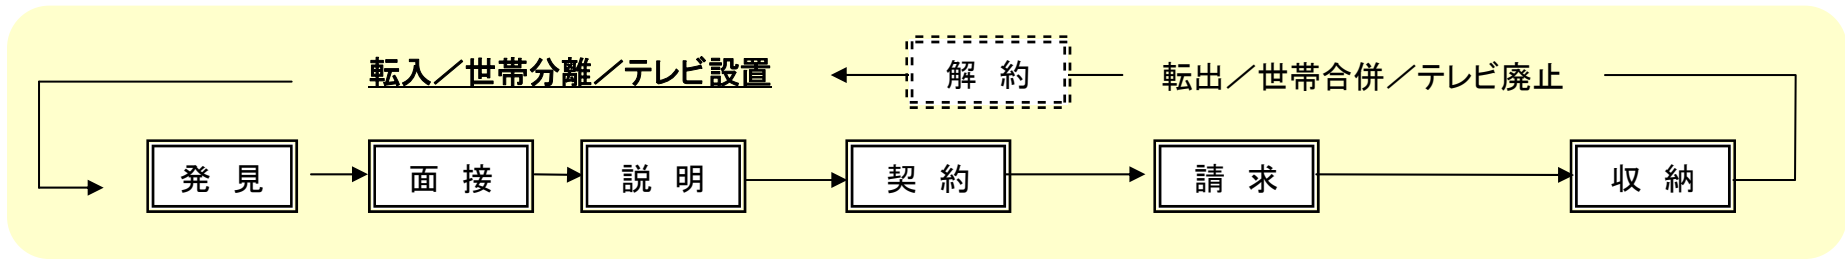 転入／世帯分離／テレビ設置 解約 転出／世帯合併／テレビ廃止
発見 面接 説明 契約 請求 収納